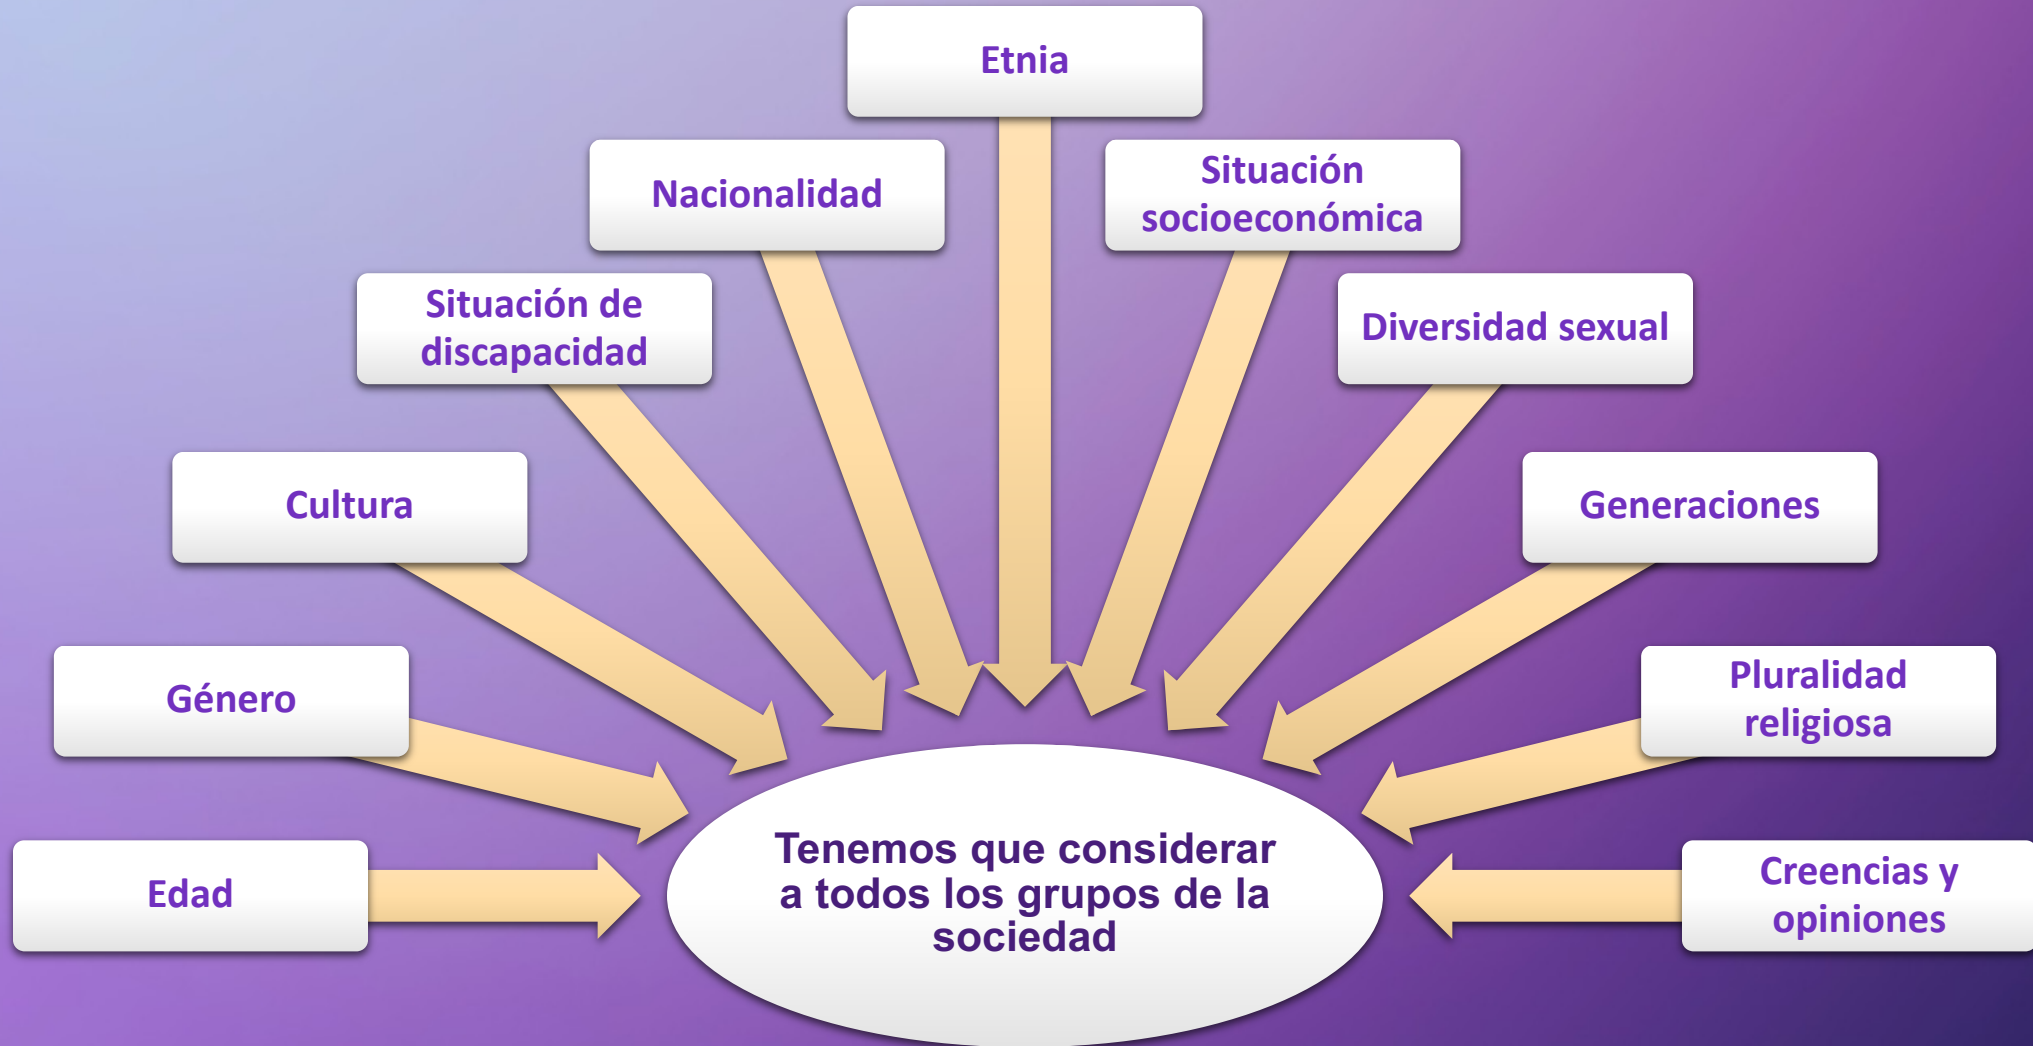 Etnia
Nacionalidad
Situación
socioeconómica
Situación de
discapacidad
Diversidad sexual
Cultura
Generaciones
Género
Pluralidad
religiosa
Edad
Tenemos que considerar
a todos los grupos de la
sociedad
Creencias y
opiniones